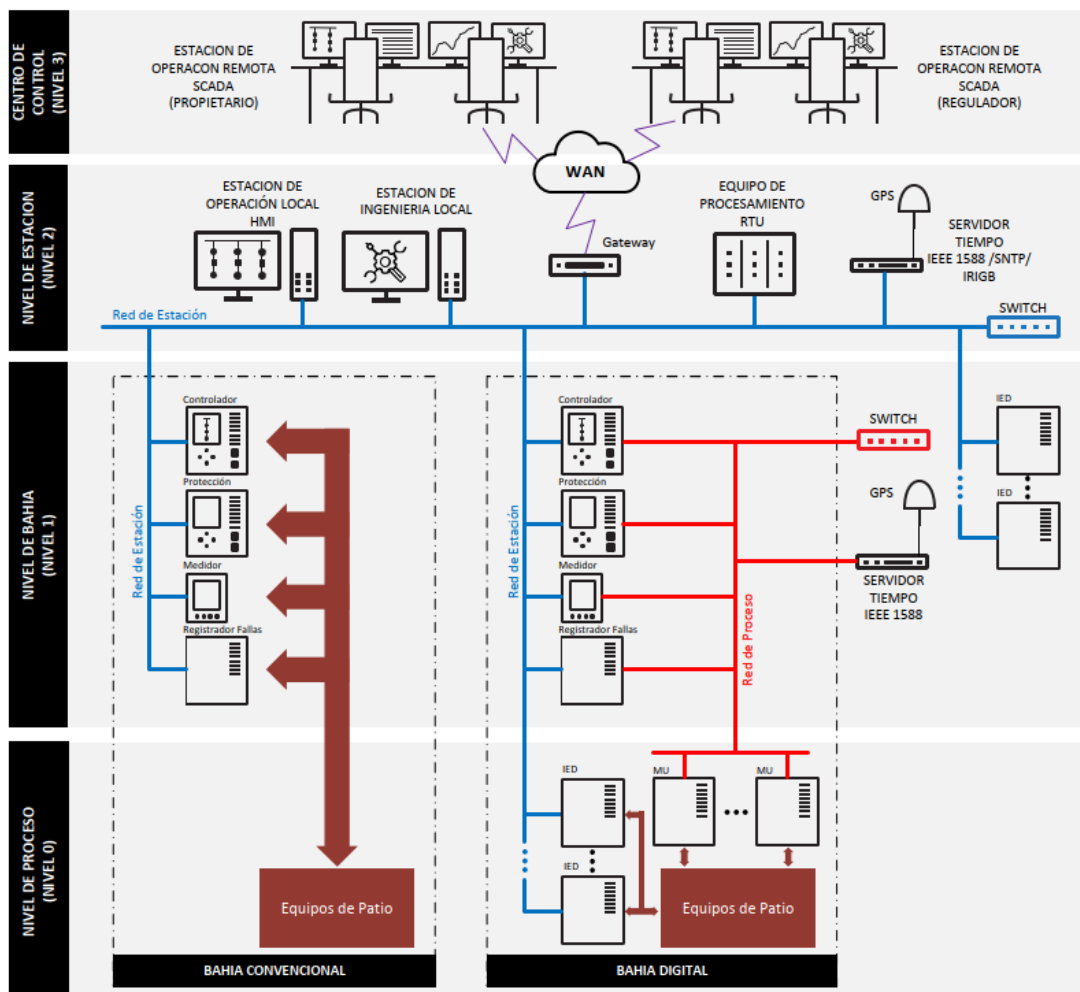 CENTRO DE
CONTROL
(NIVEL 3)
ESTACION DE
OPERACON REMOTA
SCADA
(PROPIETARIO)
ESTACION DE
OPERACON REMOTA
SCADA
(REGULADOR)
WAN
NIVEL DE ESTACION
(NIVEL 2)
ESTACION DE
OPERACIÓN LOCAL
HMI
ESTACION DE
INGENIERIA LOCAL
Gateway
EQUIPO DE
PROCESAMIENTO
RTU
GPS
SERVIDOR
TIEMPO
IEEE 1588 /SNTP/
IRIGB
Red de Estación
SWITCH
NIVEL DE BAHIA
(NIVEL 1)
Controlador
Protección
Medidor
Registrador Fallas
Red de Estación
Controlador
Protección
Medidor
Registrador Fallas
Red de Estación
Red de Proceso
SWITCH
GPS
SERVIDOR
TIEMPO
IEEE 1588
IED
IED
NIVEL DE PROCESO
(NIVEL 0)
Equipos de Patio
IED
IED
MU
MU
Equipos de Patio
BAHIA CONVENCIONAL
BAHIA DIGITAL